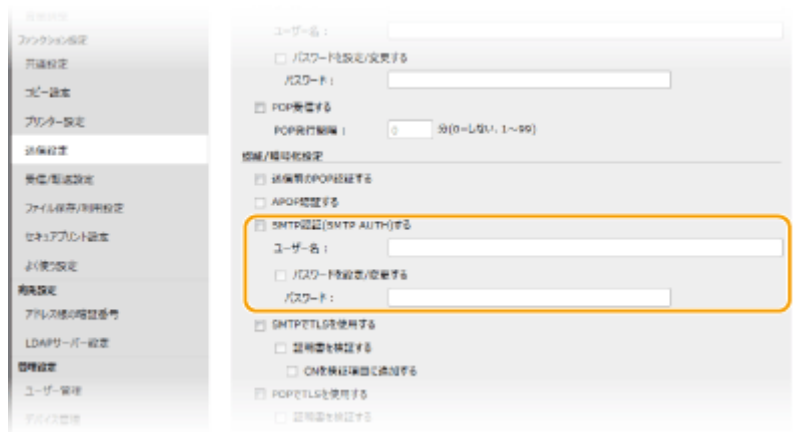 ファンクション設定
共通設定
コピー設定
プリンター設定
送信設定
受信/転送設定
ファイル保存/利用設定
セキュアプリント設定
よく使う設定
宛先設定
アドレス帳の暗証番号
LDAPサーバー設定
管理設定
ユーザー管理
デバイス管理
ユーザー名：
パスワードを設定/変更する
パスワード：
POP受信する
POP発行間隔： 0 分(0=しない、1～99)
認証/暗号化設定
送信前のPOP認証する
APOP認証する
SMTP認証(SMTP AUTH)する
ユーザー名：
パスワードを設定/変更する
パスワード：
SMTPでTLSを使用する
証明書を検証する
CNを検証項目に追加する
POPでTLSを使用する
証明書を検証する